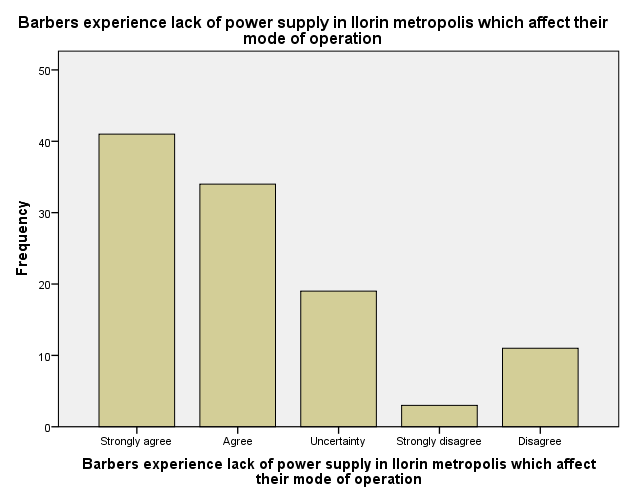 Barbers experience lack of power supply in Ilorin metropolis which affect their
mode of operation
50
40
30
20
10
0
Frequency
Strongly agree
Agree
Uncertainty
Strongly disagree
Disagree
Barbers experience lack of power supply in Ilorin metropolis which affect
their mode of operation